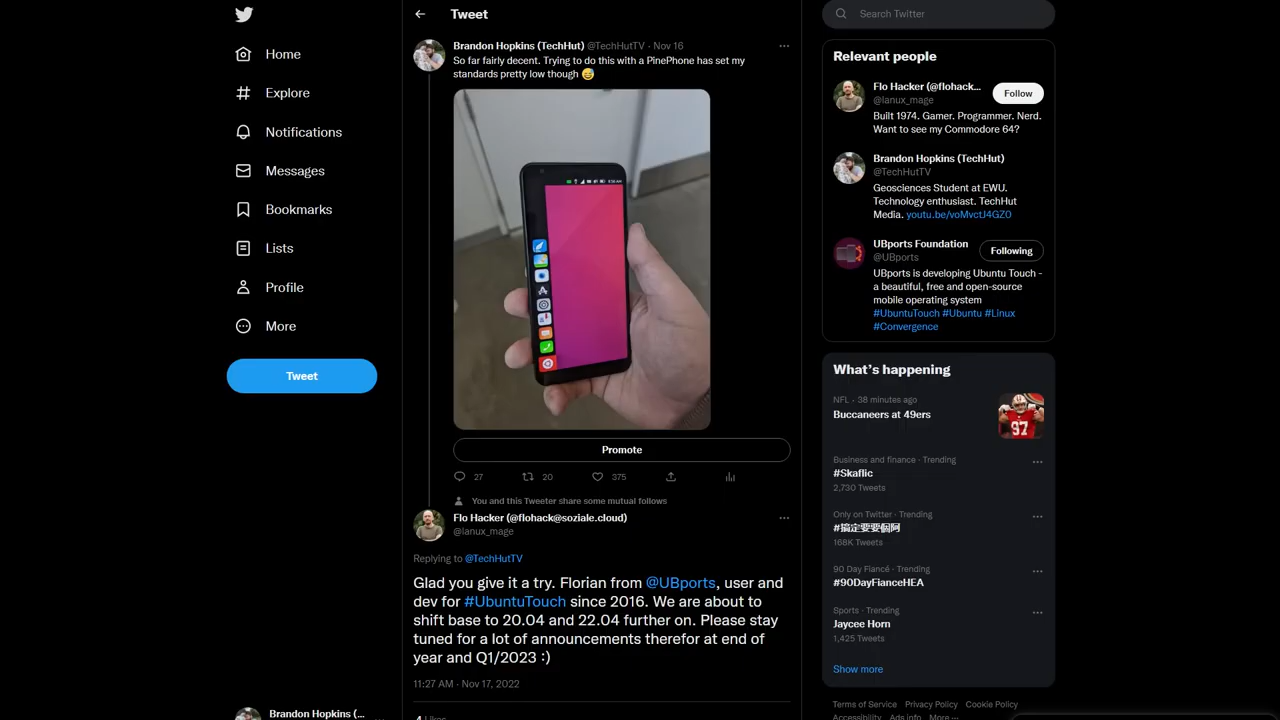 Home
Explore
Notifications
Messages
Bookmarks
Lists
Profile
More
Tweet
Brandon Hopkins (...
Tweet
Brandon Hopkins (TechHut) @TechHutTV · Nov 16
So far fairly decent. Trying to do this with a PinePhone has set my
standards pretty low though 😅
Promote
27
20
375
You and this Tweeter share some mutual follows
Flo Hacker (@flohack@soziale.cloud)
@lanux_mage
Replying to @TechHutTV
Glad you give it a try. Florian from @UBports, user and
dev for #UbuntuTouch since 2016. We are about to
shift base to 20.04 and 22.04 further on. Please stay
tuned for a lot of announcements therefor at end of
year and Q1/2023 :)
11:27 AM · Nov 17, 2022
4 Likes
Search Twitter
Relevant people
Flo Hacker (@flohack...
Follow
@lanux_mage
Built 1974. Gamer. Programmer. Nerd.
Want to see my Commodore 64?
Brandon Hopkins (TechHut)
@TechHutTV
Geosciences Student at EWU.
Technology enthusiast. TechHut
Media. youtu.be/voMvctJ4GZ0
UBports Foundation
Following
@UBports
UBports is developing Ubuntu Touch -
a beautiful, free and open-source
mobile operating system
#UbuntuTouch #Ubuntu #Linux
#Convergence
What's happening
NFL · 38 minutes ago
Buccaneers at 49ers
Business and finance · Trending
#Skaflic
2,730 Tweets
Only on Twitter · Trending
168K Tweets
90 Day Fiancé · Trending
#90DayFianceHEA
Sports · Trending
Jaycee Horn
1,425 Tweets
Show more
Terms of Service Privacy Policy Cookie Policy
Accessibility Ads info More ...